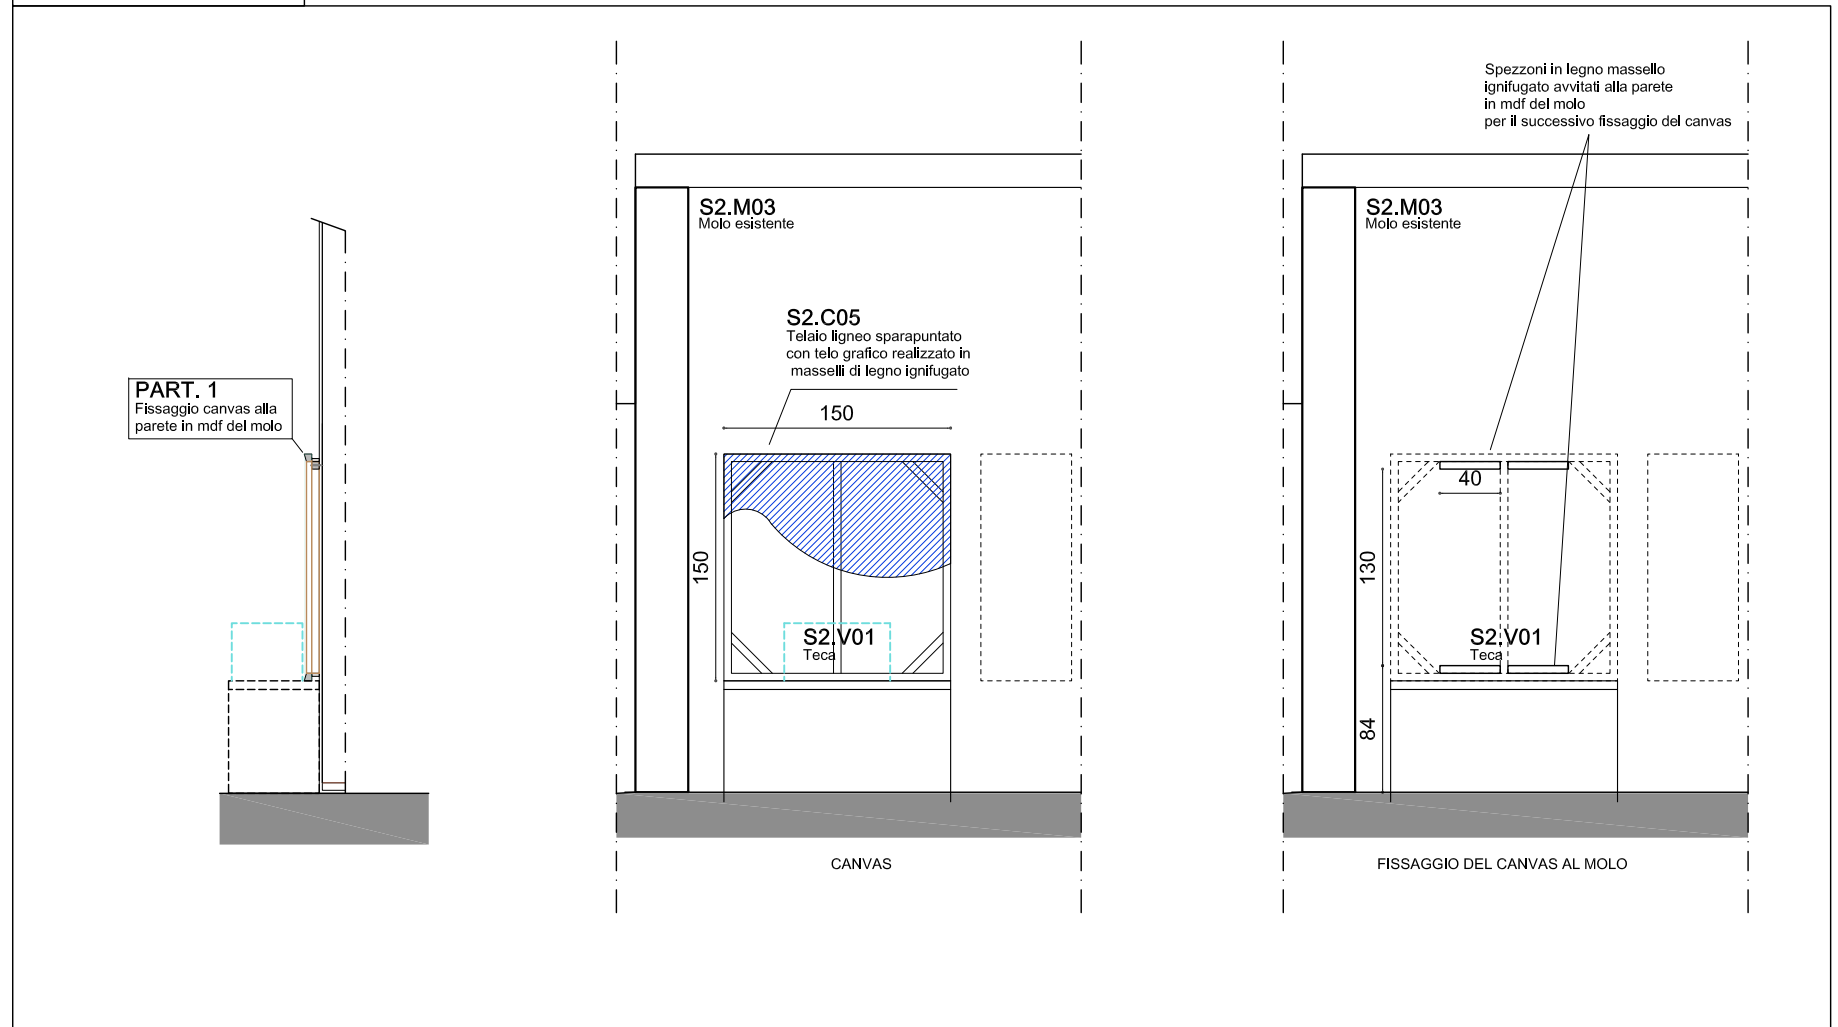 PART. 1
Fissaggio canvas alla
parete in mdf del molo
S2.M03
Molo esistente
S2.C05
Telaio ligneo sparapuntato
con telo grafico realizzato in
masselli di legno ignifugato
150
150
S2.V01
Teca
CANVAS
Spezzoni in legno massello
ignifugato avvitati alla parete
in mdf del molo
per il successivo fissaggio del canvas
S2.M03
Molo esistente
40
130
S2.V01
Teca
84
FISSAGGIO DEL CANVAS AL MOLO